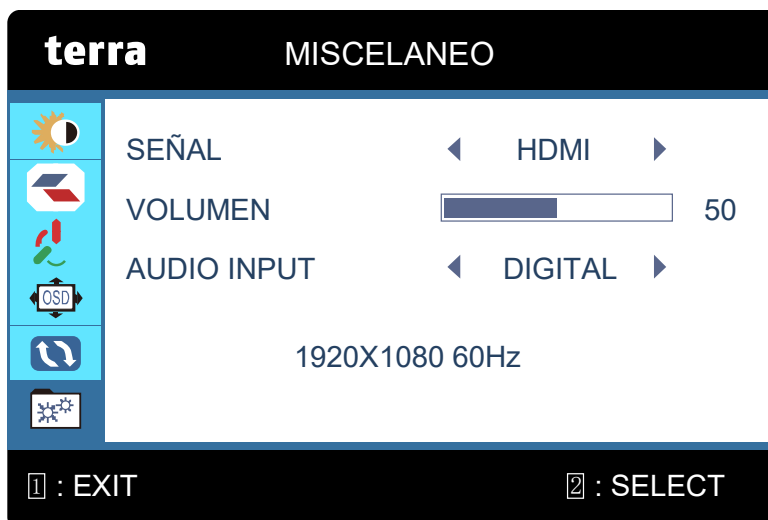 terra MISCELANEO
SEÑAL HDMI
VOLUMEN 50
AUDIO INPUT DIGITAL
OSD
1920X1080 60Hz
1 : EXIT 2 : SELECT